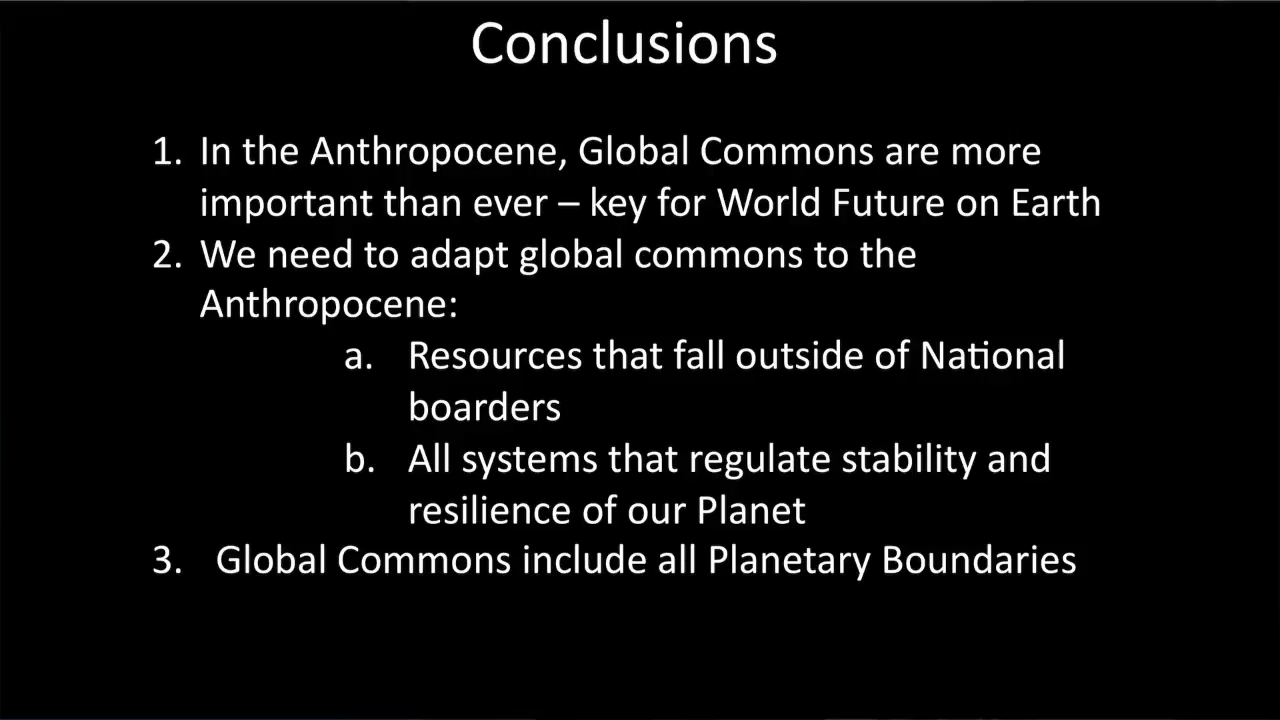 Conclusions
1. In the Anthropocene, Global Commons are more
important than ever – key for World Future on Earth
2. We need to adapt global commons to the
Anthropocene:
a. Resources that fall outside of National
boarders
b. All systems that regulate stability and
resilience of our Planet
3. Global Commons include all Planetary Boundaries